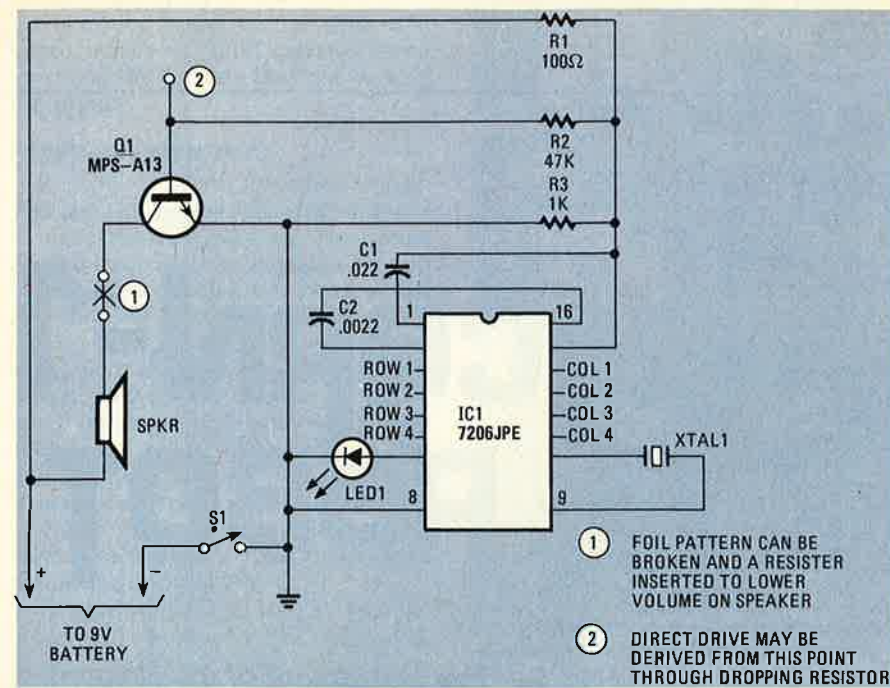 R1
100Ω
2
Q1
MPS-A13
R2
47K
R3
1K
C1
.022
1
C2
.0022
1
16
ROW 1
ROW 2
ROW 3
ROW 4
IC1
7206JPE
COL 1
COL 2
COL 3
COL 4
SPKR
XTAL1
LED1
8
9
S1
+
−
TO 9V
BATTERY
1 FOIL PATTERN CAN BE
BROKEN AND A RESISTER
INSERTED TO LOWER
VOLUME ON SPEAKER
2 DIRECT DRIVE MAY BE
DERIVED FROM THIS POINT
THROUGH DROPPING RESISTOR